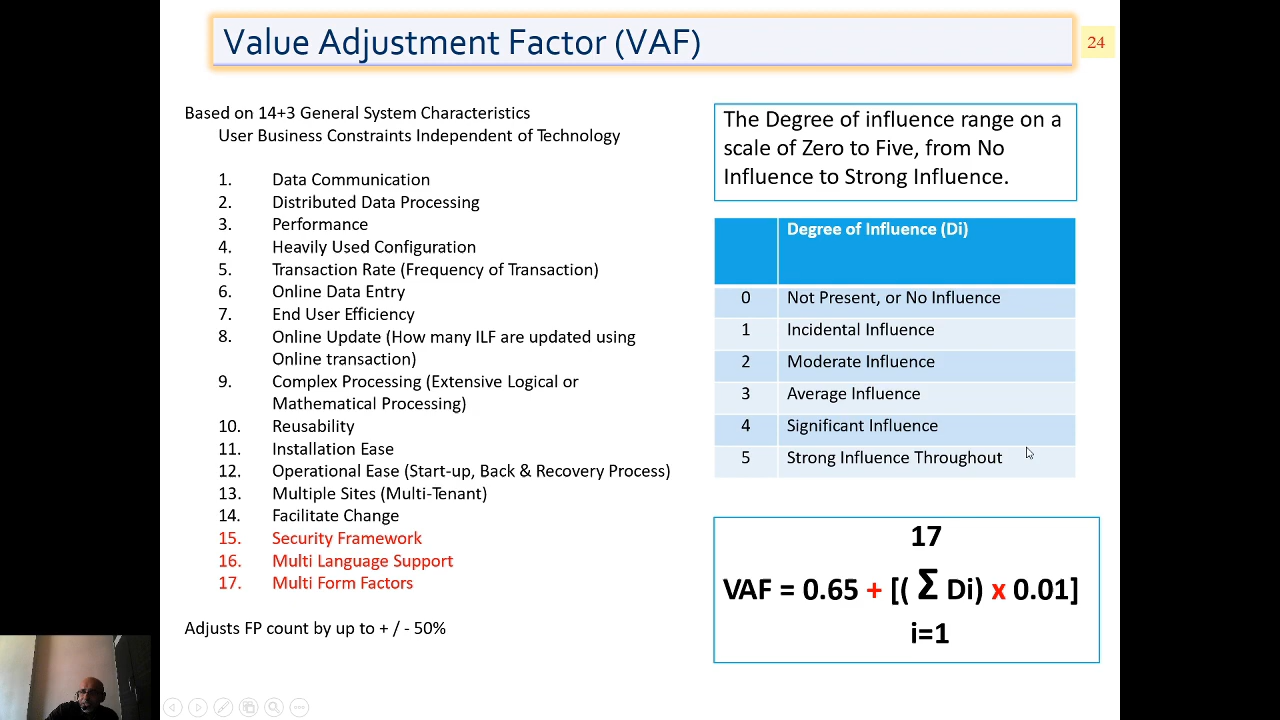 Value Adjustment Factor (VAF)
24
Based on 14+3 General System Characteristics
User Business Constraints Independent of Technology
1. Data Communication
2. Distributed Data Processing
3. Performance
4. Heavily Used Configuration
5. Transaction Rate (Frequency of Transaction)
6. Online Data Entry
7. End User Efficiency
8. Online Update (How many ILF are updated using
Online transaction)
9. Complex Processing (Extensive Logical or
Mathematical Processing)
10. Reusability
11. Installation Ease
12. Operational Ease (Start-up, Back & Recovery Process)
13. Multiple Sites (Multi-Tenant)
14. Facilitate Change
15. Security Framework
16. Multi Language Support
17. Multi Form Factors
Adjusts FP count by up to + / - 50%
The Degree of influence range on a
scale of Zero to Five, from No
Influence to Strong Influence.
Degree of Influence (Di)
0 Not Present, or No Influence
1 Incidental Influence
2 Moderate Influence
3 Average Influence
4 Significant Influence
5 Strong Influence Throughout
17
VAF = 0.65 + [( Σ Di) x 0.01]
i=1